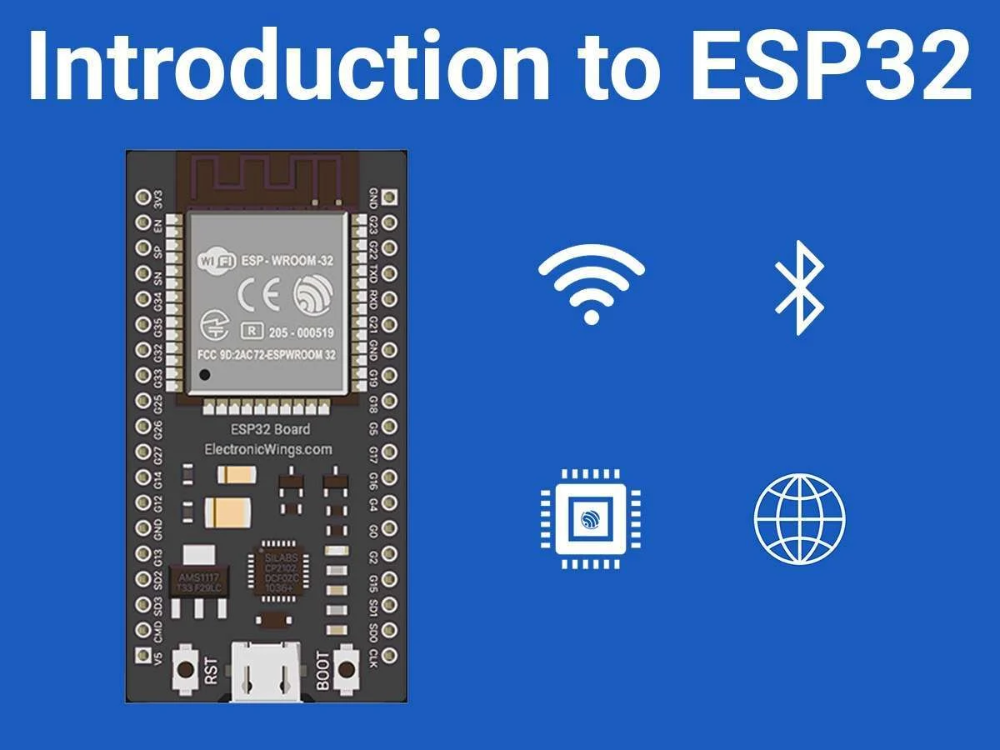 Introduction to ESP32
3V3
EN
SP
SN
G34
G35
G32
G33
G25
G26
G27
G14
G12
GND
G13
SD2
SD3
CMD
V5
GND
G23
G22
TXD
RXD
G21
GND
G19
G18
G5
G17
G16
G4
G0
G2
G15
SD1
SD0
CLK
Wi Fi ESP - WROOM -32
CE
R 205 - 000519
FCC 9D:2AC72-ESPWROOM 32
ESP32 Board
ElectronicWings.com
SILABS
CP2102
DCF0ZC
1036+
AMS1117
T33 F29LC
RST
BOOT